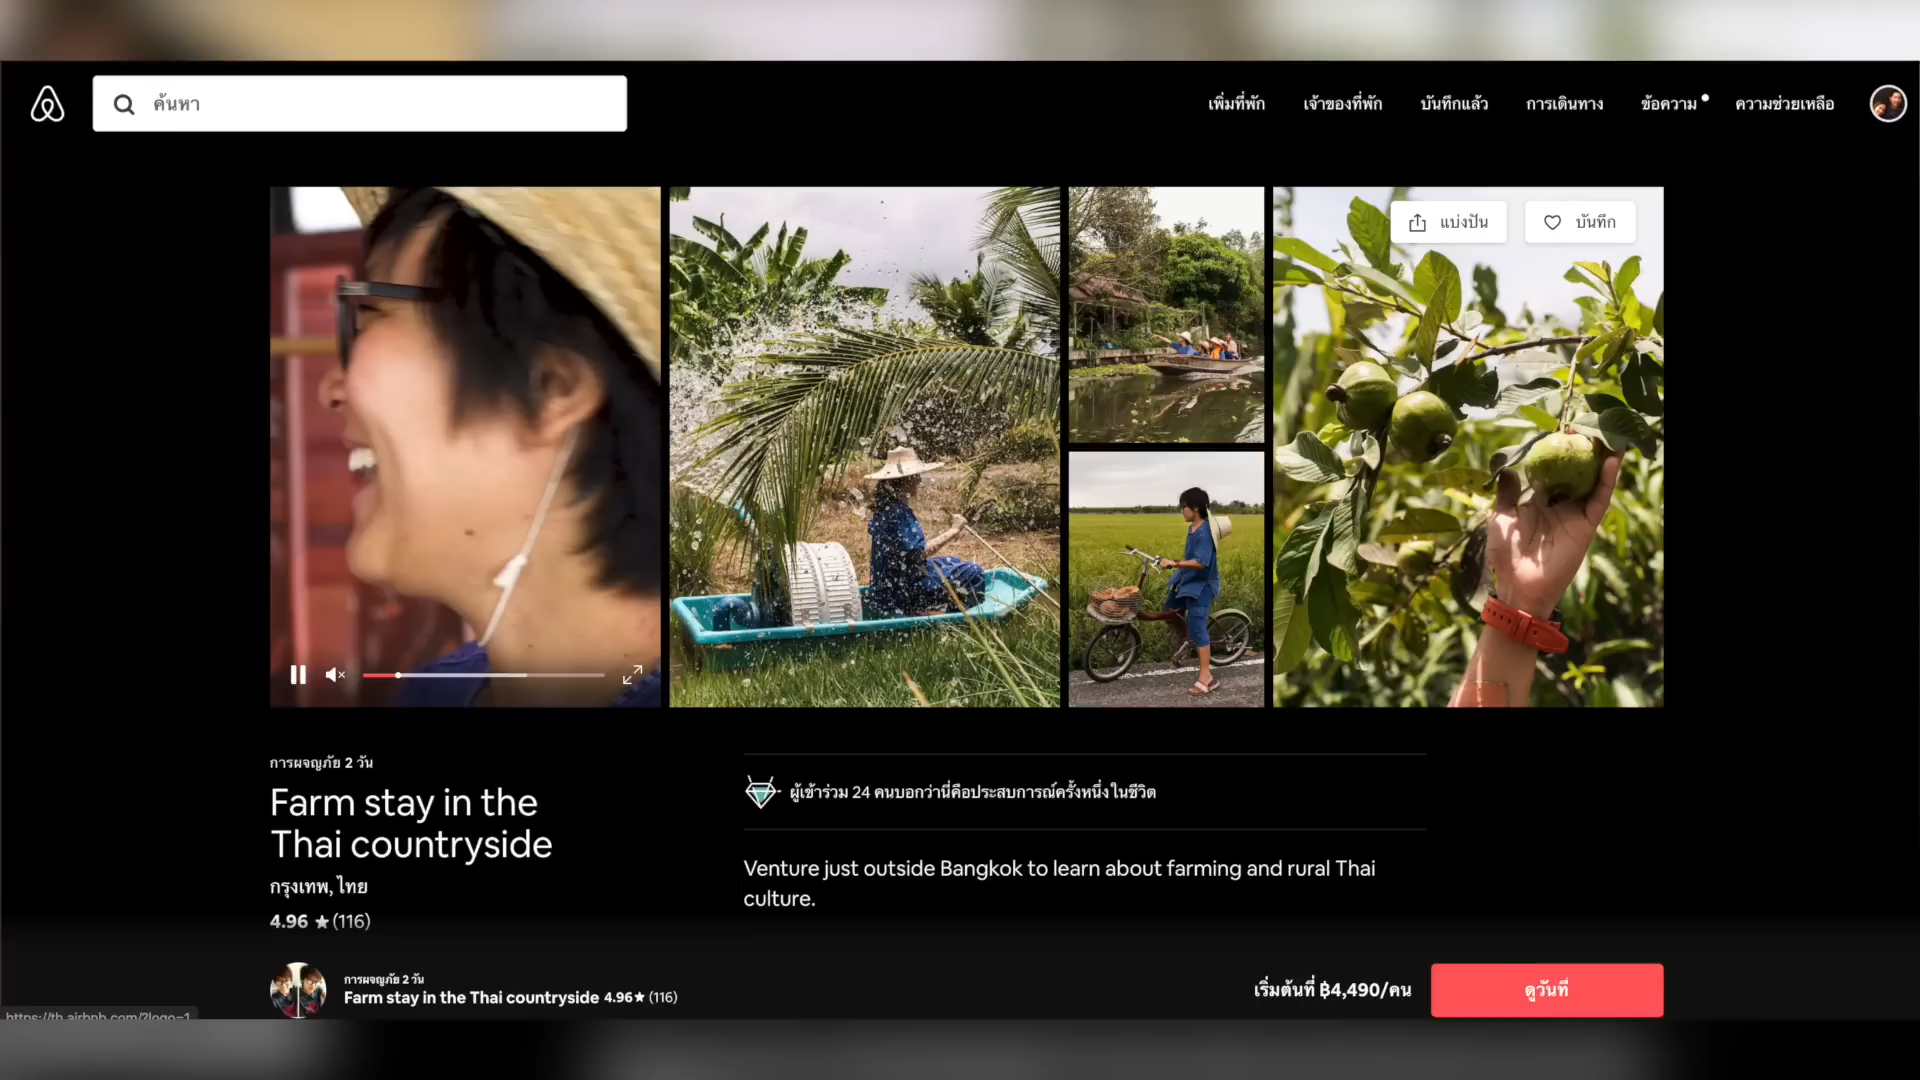 ค้นหา
เพิ่มที่พัก
เจ้าของที่พัก
บันทึกแล้ว
การเดินทาง
ข้อความ
ความช่วยเหลือ
แบ่งปัน
บันทึก
การผจญภัย 2 วัน
Farm stay in the
Thai countryside
กรุงเทพ, ไทย
4.96 ★ (116)
ผู้เข้าร่วม 24 คนบอกว่านี่คือประสบการณ์ครั้งหนึ่งในชีวิต
Venture just outside Bangkok to learn about farming and rural Thai
culture.
การผจญภัย 2 วัน
Farm stay in the Thai countryside 4.96★ (116)
เริ่มต้นที่ ฿4,490/คน
ดูวันที่
https://th.airbnb.com/?logo=1